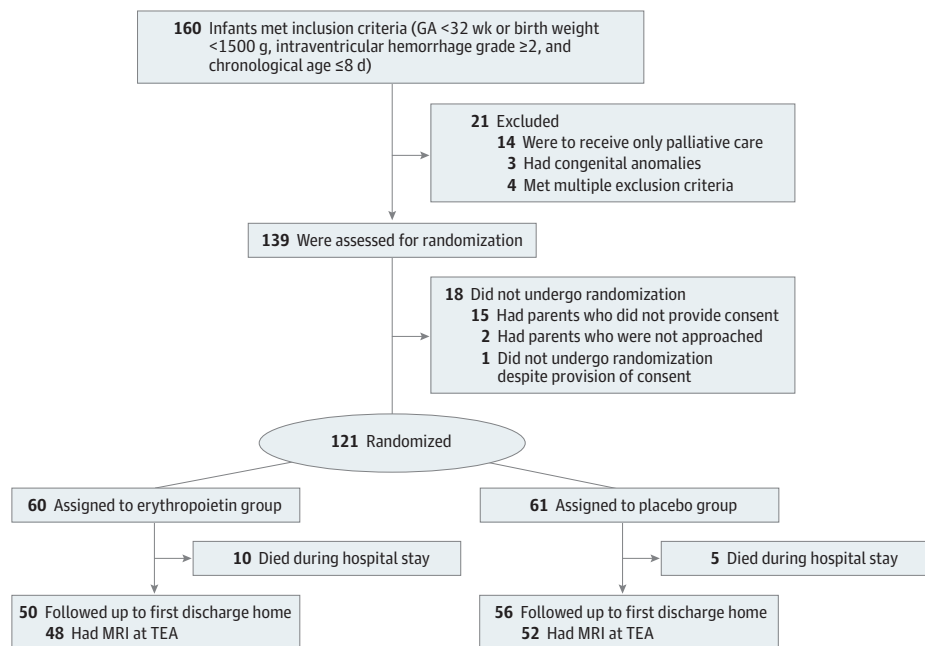 160 Infants met inclusion criteria (GA <32 wk or birth weight
<1500 g, intraventricular hemorrhage grade ≥2, and
chronological age ≤8 d)
21 Excluded
14 Were to receive only palliative care
3 Had congenital anomalies
4 Met multiple exclusion criteria
139 Were assessed for randomization
18 Did not undergo randomization
15 Had parents who did not provide consent
2 Had parents who were not approached
1 Did not undergo randomization
despite provision of consent
121 Randomized
60 Assigned to erythropoietin group
61 Assigned to placebo group
10 Died during hospital stay
5 Died during hospital stay
50 Followed up to first discharge home
48 Had MRI at TEA
56 Followed up to first discharge home
52 Had MRI at TEA